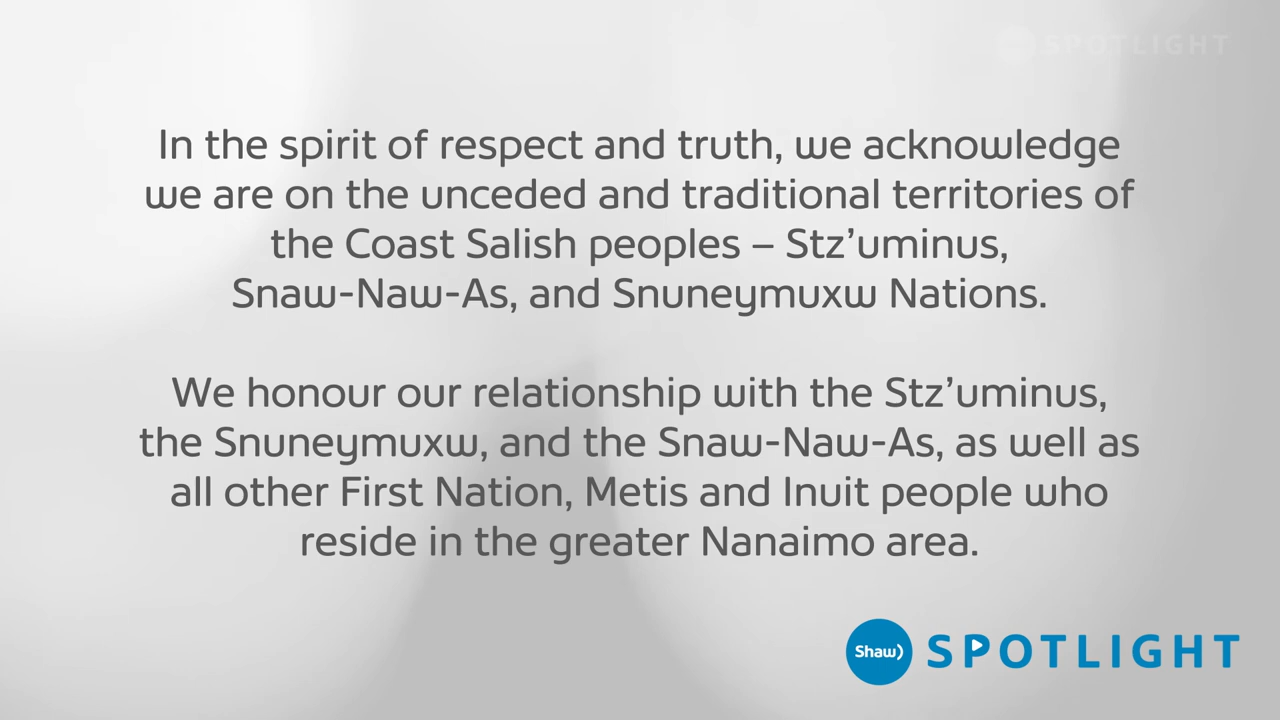 SPOTLIGHT
In the spirit of respect and truth, we acknowledge
we are on the unceded and traditional territories of
the Coast Salish peoples – Stz’uminus,
Snaw-Naw-As, and Snuneymuxw Nations.
We honour our relationship with the Stz’uminus,
the Snuneymuxw, and the Snaw-Naw-As, as well as
all other First Nation, Metis and Inuit people who
reside in the greater Nanaimo area.
Shaw) SPOTLIGHT